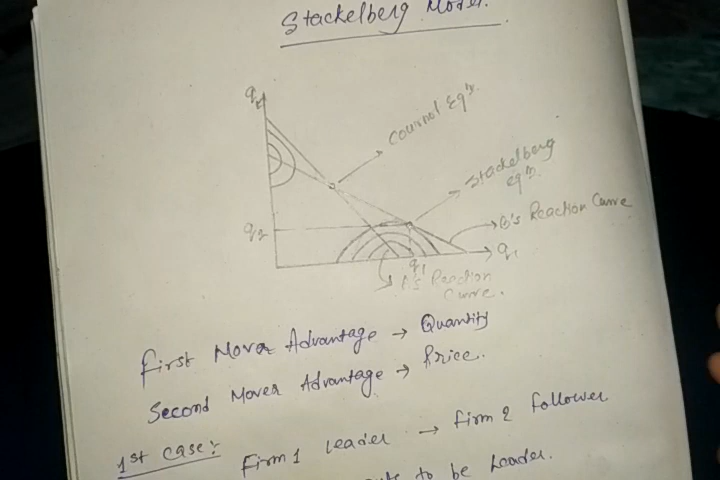 Stackelberg Model.
q2
Cournot Eqᵐ.
Stackelberg
eqᵐ.
B's Reaction Curve
q2
q1
q1
A's Reaction
Curve.
First Mover Advantage → Quantity
Second Mover Advantage → Price.
1st case:
Firm 1 leader → firm 2 follower
to be Leader.